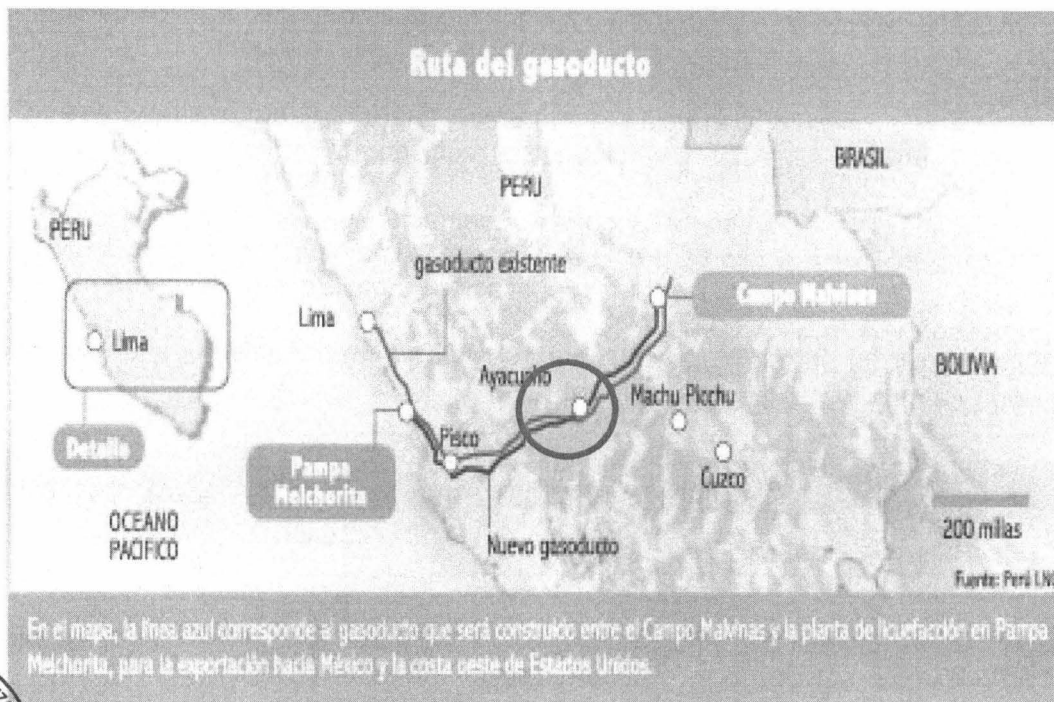 Ruta del gasoducto
PERU
BRASIL
PERU
gasoducto existente
Lima
Campo Malvinas
Lima
Ayacucho
Machu Picchu
BOLIVIA
Detalle
Pisco
Pampa
Melchorita
Cuzco
OCEANO
PACIFICO
Nuevo gasoducto
200 millas
Fuente: Perú LNG
En el mapa, la línea azul corresponde al gasoducto que será construido entre el Campo Malvinas y la planta de licuefacción en Pampa
Melchorita, para la exportación hacia México y la costa oeste de Estados Unidos.